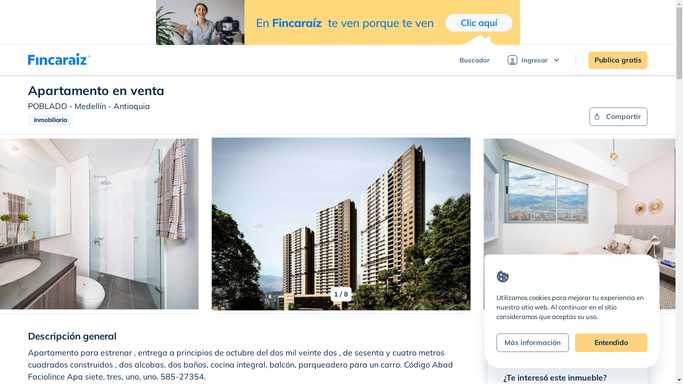 En Fincaraíz te ven porque te ven
Clic aquí
Fincaraíz
Buscador
Ingresar
Publica gratis
Apartamento en venta
POBLADO - Medellín - Antioquia
Inmobiliaria
Compartir
1 / 8
Utilizamos cookies para mejorar tu experiencia en
nuestro sitio web. Al continuar en el sitio
consideramos que aceptas su uso.
Más información
Entendido
Descripción general
Apartamento para estrenar , entrega a principios de octubre del dos mil veinte dos , de sesenta y cuatro metros
cuadrados construidos , dos alcobas, dos baños, cocina integral, balcón, parqueadero para un carro. Código Abad
Faciolince Apa siete, tres, uno, uno. 585-27354.
¿Te interesó este inmueble?